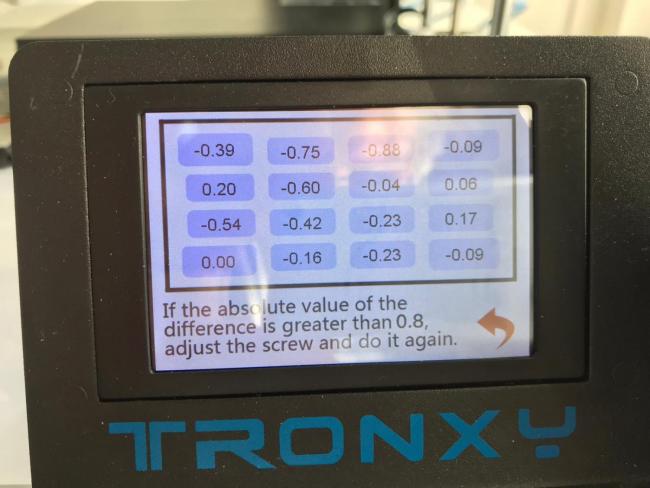 -0.39 -0.75 -0.88 -0.09
0.20 -0.60 -0.04 0.06
-0.54 -0.42 -0.23 0.17
0.00 -0.16 -0.23 -0.09
If the absolute value of the
difference is greater than 0.8,
adjust the screw and do it again.
TRONXY